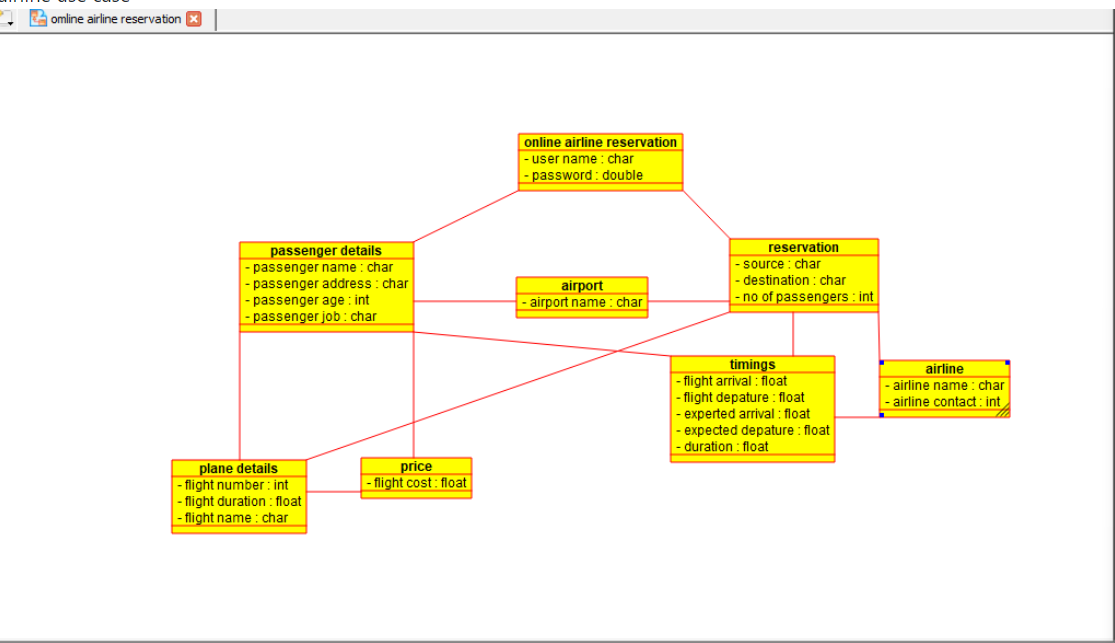 airline use case
omline airline reservation
online airline reservation
- user name : char
- password : double
passenger details
- passenger name : char
- passenger address : char
- passenger age : int
- passenger job : char
airport
- airport name : char
reservation
- source : char
- destination : char
- no of passengers : int
timings
- flight arrival : float
- flight depature : float
- experted arrival : float
- expected depature : float
- duration : float
airline
- airline name : char
- airline contact : int
plane details
- flight number : int
- flight duration : float
- flight name : char
price
- flight cost : float